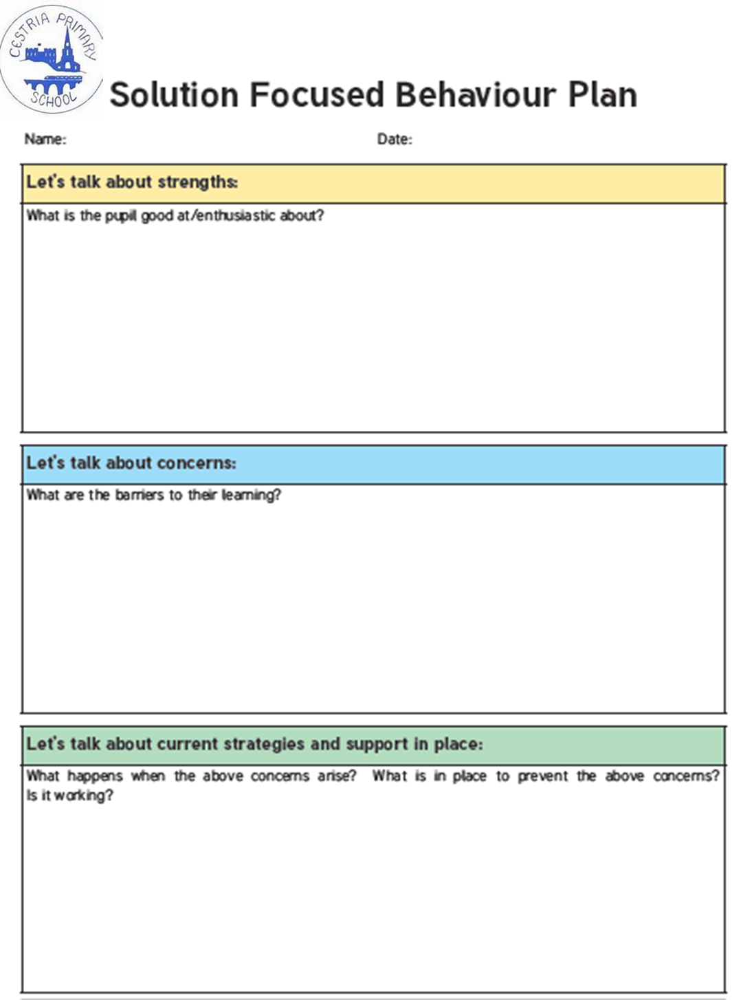 CESTRIA PRIMARY
SCHOOL
Solution Focused Behaviour Plan
Name: Date:
Let's talk about strengths:
What is the pupil good at/enthusiastic about?
Let's talk about concerns:
What are the barriers to their learning?
Let's talk about current strategies and support in place:
What happens when the above concerns arise? What is in place to prevent the above concerns?
Is it working?